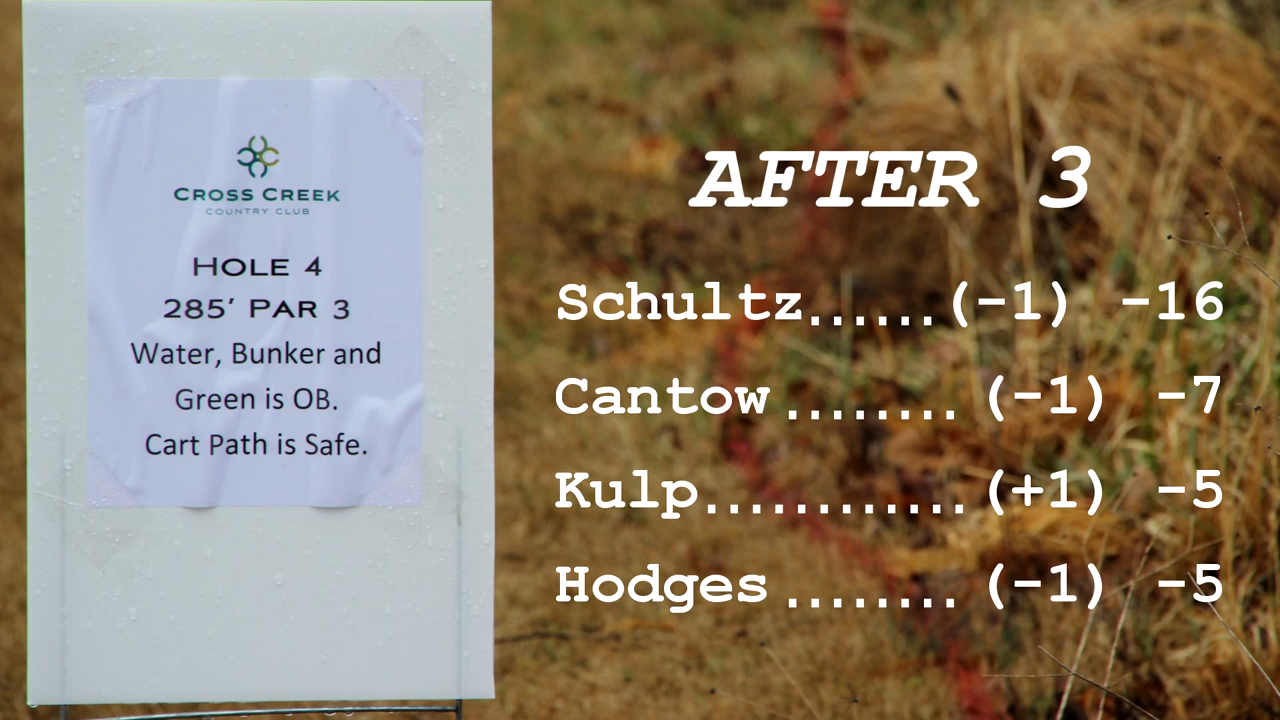 CROSS CREEK
COUNTRY CLUB
HOLE 4
285' PAR 3
Water, Bunker and
Green is OB.
Cart Path is Safe.
AFTER 3
Schultz......(-1) -16
Cantow........ (-1) -7
Kulp............ (+1) -5
Hodges........ (-1) -5